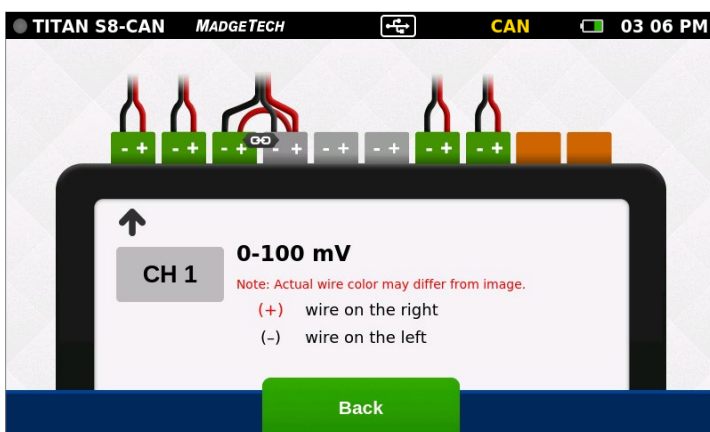 TITAN S8-CAN MADGETECH CAN 03 06 PM
- + - + - + - + - + - + - + - +
CH 1
0-100 mV
Note: Actual wire color may differ from image.
(+) wire on the right
(–) wire on the left
Back